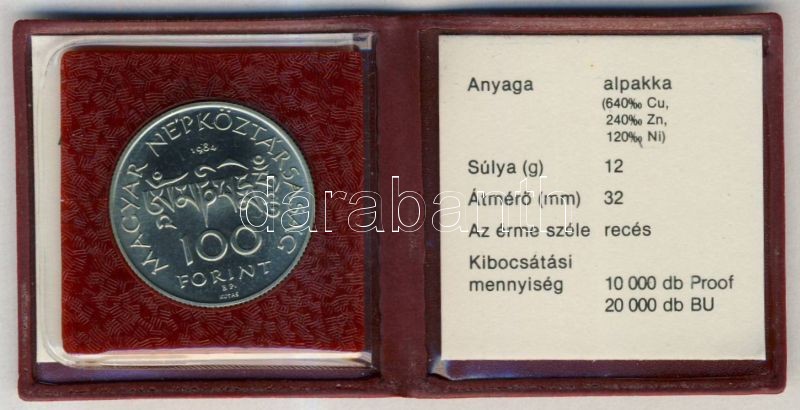 MAGYAR NÉPKÖZTÁRSASÁG
1984
100
FORINT
B.P.
Anyaga alpakka
(640‰ Cu,
240‰ Zn,
120‰ Ni)
Súlya (g) 12
Átmérő (mm) 32
Az érme széle recés
Kibocsátási
mennyiség 10 000 db Proof
20 000 db BU
darabanth